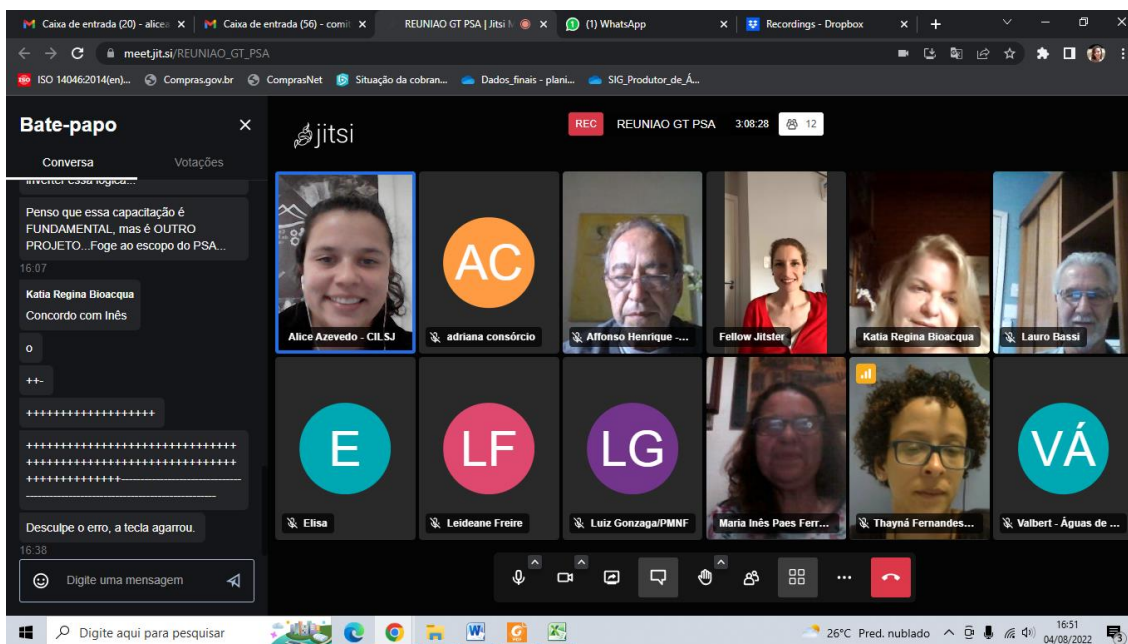 Caixa de entrada (20) - alicea
Caixa de entrada (56) - comit
REUNIAO GT PSA | Jitsi M
(1) WhatsApp
Recordings - Dropbox
meet.jit.si/REUNIAO_GT_PSA
ISO 14046:2014(en)...
Compras.gov.br
ComprasNet
Situação da cobran...
Dados_finais - plani...
SIG_Produtor_de_Á...
Bate-papo
jitsi
REC
REUNIAO GT PSA
3:08:28
12
Conversa
Votações
inverter essa lógica...
Penso que essa capacitação é
FUNDAMENTAL, mas é OUTRO
PROJETO...Foge ao escopo do PSA...
16:07
Katia Regina Bioacqua
Concordo com Inês
o
++-
+++++++++++++++++++
Desculpe o erro, a tecla agarrou.
16:38
Digite uma mensagem
AC
Alice Azevedo - CILSJ
adriana consórcio
Affonso Henrique -...
Fellow Jitster
Katia Regina Bioacqua
Lauro Bassi
E
LF
LG
VÁ
Elisa
Leideane Freire
Luiz Gonzaga/PMNF
Maria Inês Paes Ferr...
Thayná Fernandes...
Valbert - Águas de ...
Digite aqui para pesquisar
26°C Pred. nublado
16:51
04/08/2022
3